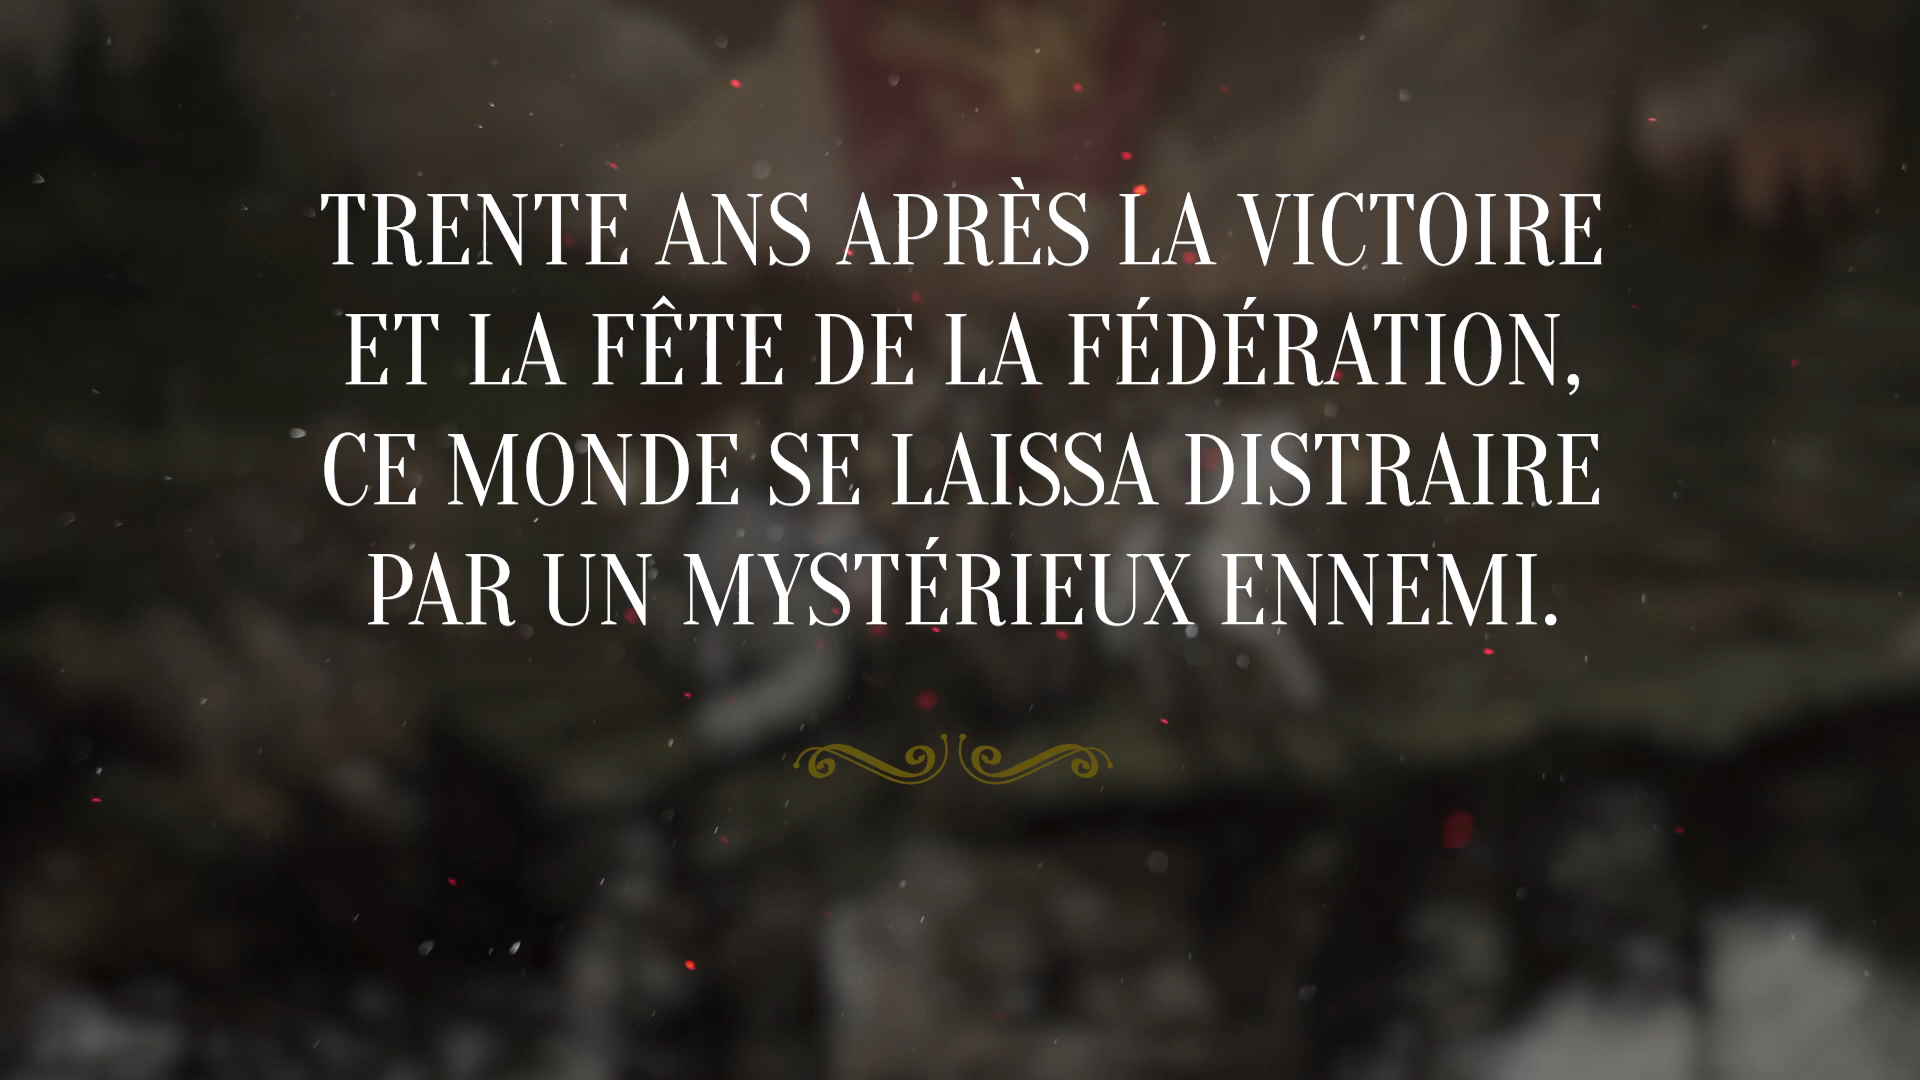 TRENTE ANS APRÈS LA VICTOIRE
ET LA FÊTE DE LA FÉDÉRATION,
CE MONDE SE LAISSA DISTRAIRE
PAR UN MYSTÉRIEUX ENNEMI.